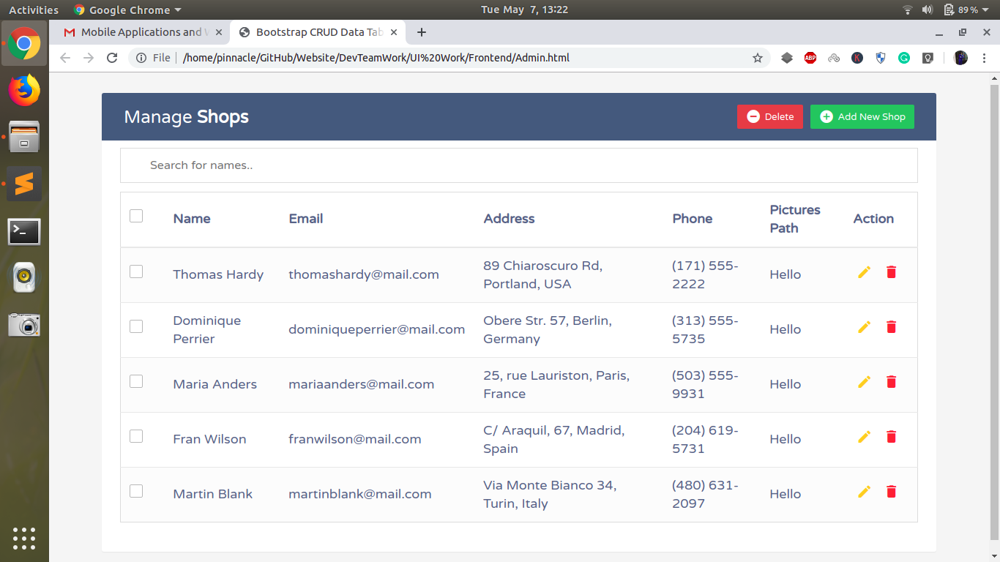 Activities Google Chrome Tue May 7, 13:22 89%
Mobile Applications and W Bootstrap CRUD Data Tab
File /home/pinnacle/GitHub/Website/DevTeamWork/UI%20Work/Frontend/Admin.html ABP K G
Manage Shops Delete Add New Shop
Search for names..
Name Email Address Phone Pictures Path Action
Thomas Hardy thomashardy@mail.com 89 Chiaroscuro Rd, Portland, USA (171) 555-2222 Hello
Dominique Perrier dominiqueperrier@mail.com Obere Str. 57, Berlin, Germany (313) 555-5735 Hello
Maria Anders mariaanders@mail.com 25, rue Lauriston, Paris, France (503) 555-9931 Hello
Fran Wilson franwilson@mail.com C/ Araquil, 67, Madrid, Spain (204) 619-5731 Hello
Martin Blank martinblank@mail.com Via Monte Bianco 34, Turin, Italy (480) 631-2097 Hello